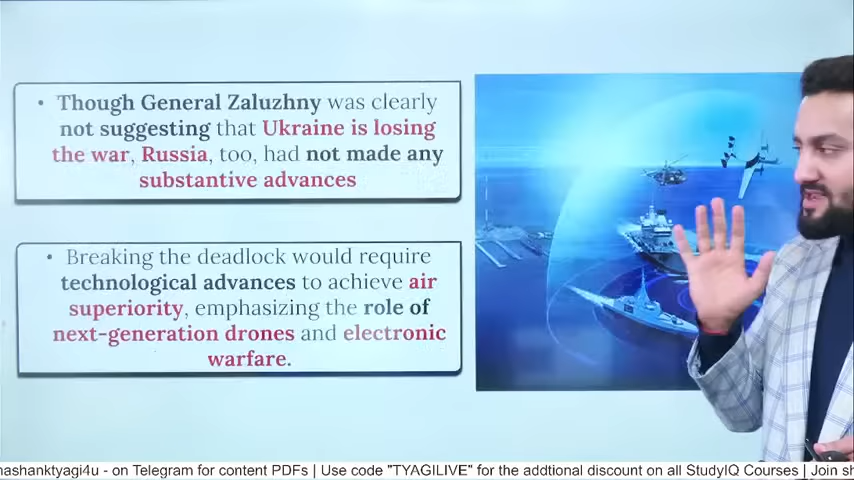 • Though General Zaluzhny was clearly
not suggesting that Ukraine is losing
the war, Russia, too, had not made any
substantive advances
• Breaking the deadlock would require
technological advances to achieve air
superiority, emphasizing the role of
next-generation drones and electronic
warfare.
nashanktyagi4u - on Telegram for content PDFs | Use code "TYAGILIVE" for the addtional discount on all StudyIQ Courses | Join sh